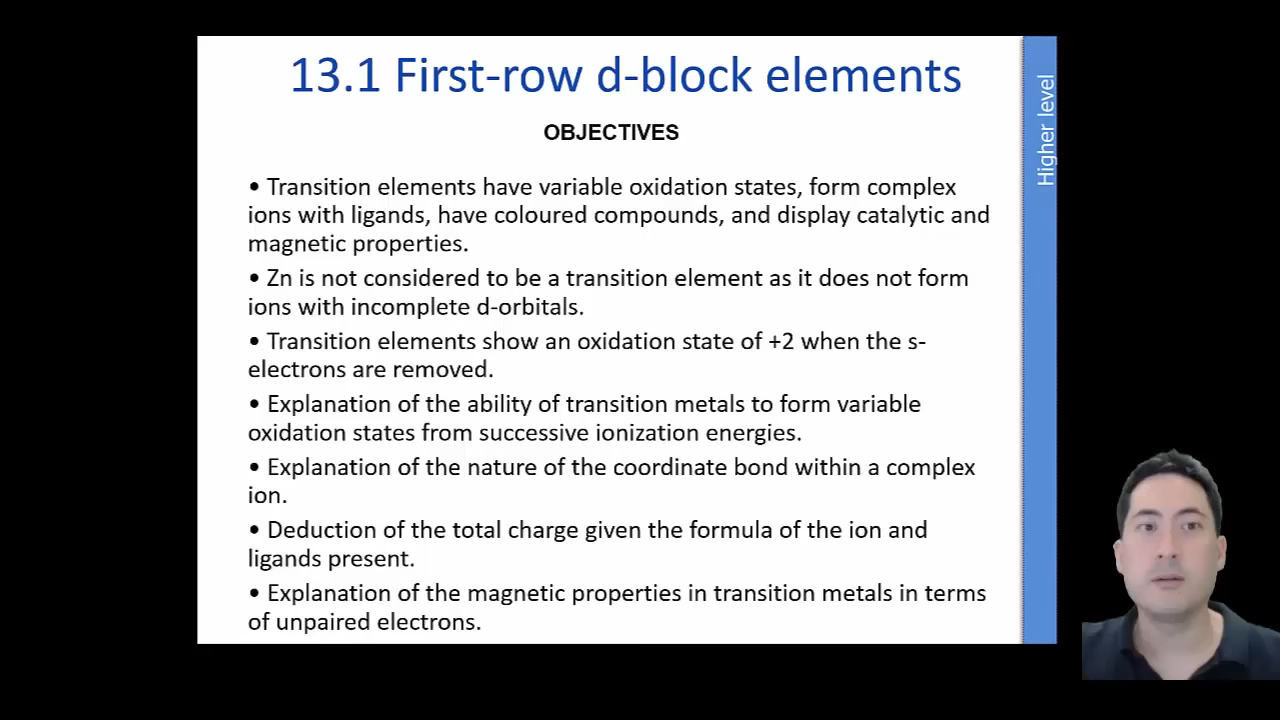 13.1 First-row d-block elements
Higher level
OBJECTIVES
• Transition elements have variable oxidation states, form complex
ions with ligands, have coloured compounds, and display catalytic and
magnetic properties.
• Zn is not considered to be a transition element as it does not form
ions with incomplete d-orbitals.
• Transition elements show an oxidation state of +2 when the s-
electrons are removed.
• Explanation of the ability of transition metals to form variable
oxidation states from successive ionization energies.
• Explanation of the nature of the coordinate bond within a complex
ion.
• Deduction of the total charge given the formula of the ion and
ligands present.
• Explanation of the magnetic properties in transition metals in terms
of unpaired electrons.